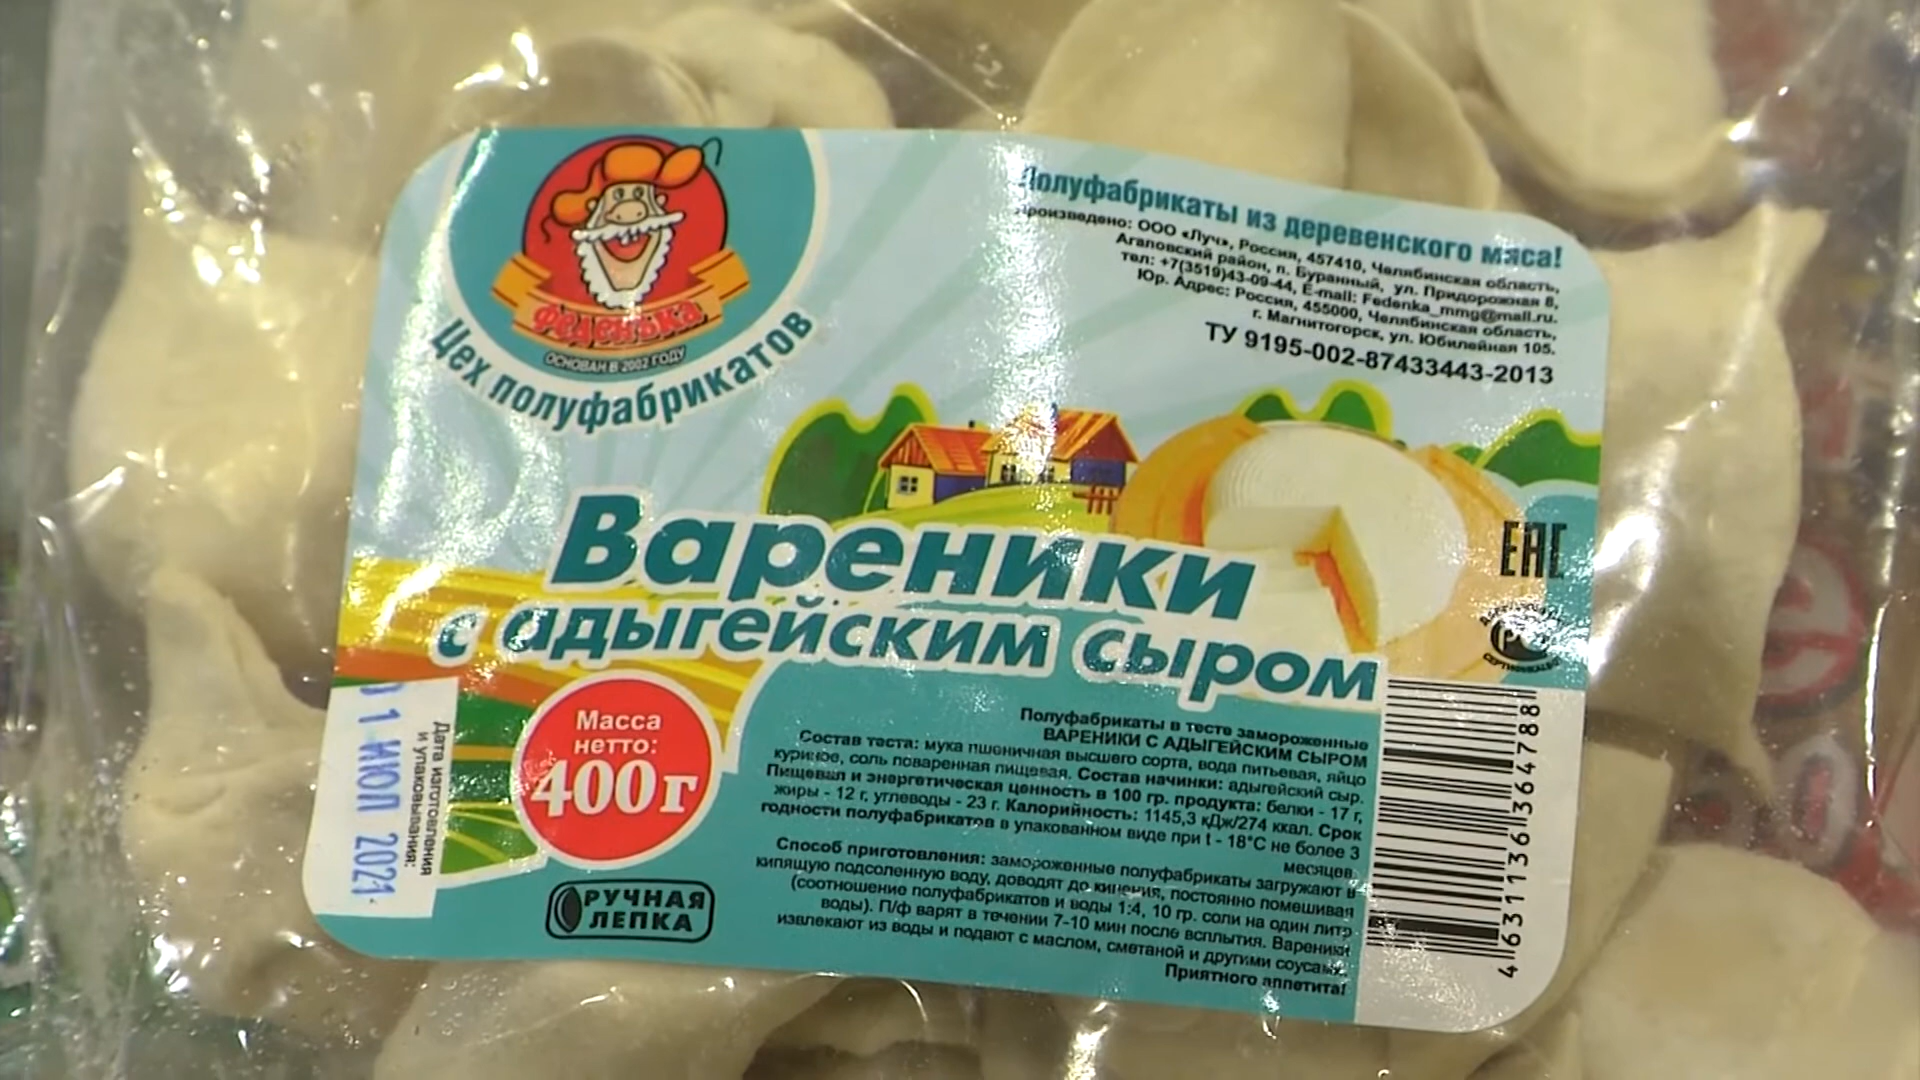 Феденька
ОСНОВАН В 2002 ГОДУ
Цех полуфабрикатов
Полуфабрикаты из деревенского мяса!
Произведено: ООО «Луч», Россия, 457410, Челябинская область,
Агаповский район, п. Буранный, ул. Придорожная 8,
тел: +7(3519)43-09-44, E-mail: Fedenka_mmg@mail.ru.
Юр. Адрес: Россия, 455000, Челябинская область,
г. Магнитогорск, ул. Юбилейная 105.
ТУ 9195-002-87433443-2013
Вареники
с адыгейским сыром
ЕАС
РС
Масса
нетто:
400г
Дата изготовления
и упаковывания:
31 ИЮЛ 2021
РУЧНАЯ
ЛЕПКА
Полуфабрикаты в тесте замороженные
ВАРЕНИКИ С АДЫГЕЙСКИМ СЫРОМ
Состав теста: мука пшеничная высшего сорта, вода питьевая, яйцо
куриное, соль поваренная пищевая. Состав начинки: адыгейский сыр.
Пищевая и энергетическая ценность в 100 гр. продукта: белки - 17 г,
жиры - 12 г, углеводы - 23 г. Калорийность: 1145,3 кДж/274 ккал. Срок
годности полуфабрикатов в упакованном виде при t - 18°С не более 3
месяцев.
Способ приготовления: замороженные полуфабрикаты загружают в
кипящую подсоленную воду, доводят до кипения, постоянно помешивая
(соотношение полуфабрикатов и воды 1:4, 10 гр. соли на один литр
воды). П/ф варят в течении 7-10 мин после всплытия. Вареники
извлекают из воды и подают с маслом, сметаной и другими соусами.
Приятного аппетита!
46311361364788